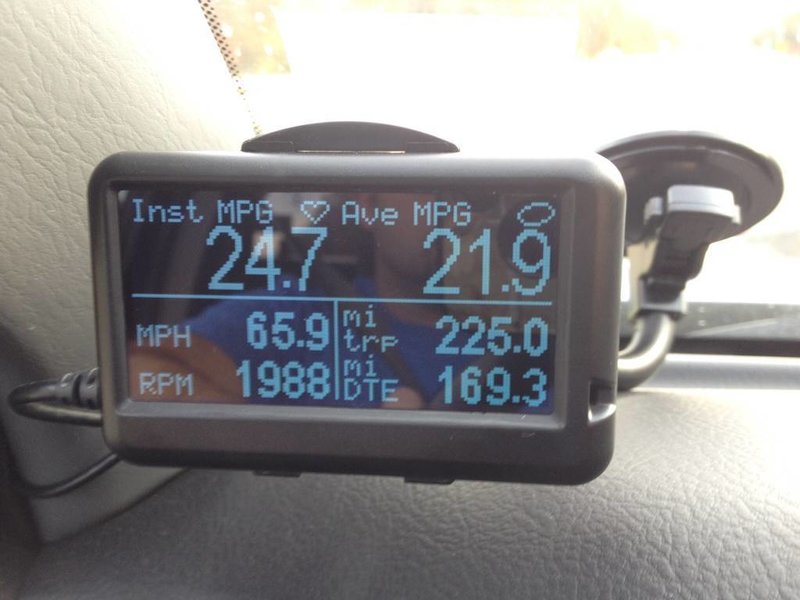 Inst MPG Ave MPG
24.7 21.9
MPH 65.9 mi trp 225.0
RPM 1988 mi DTE 169.3